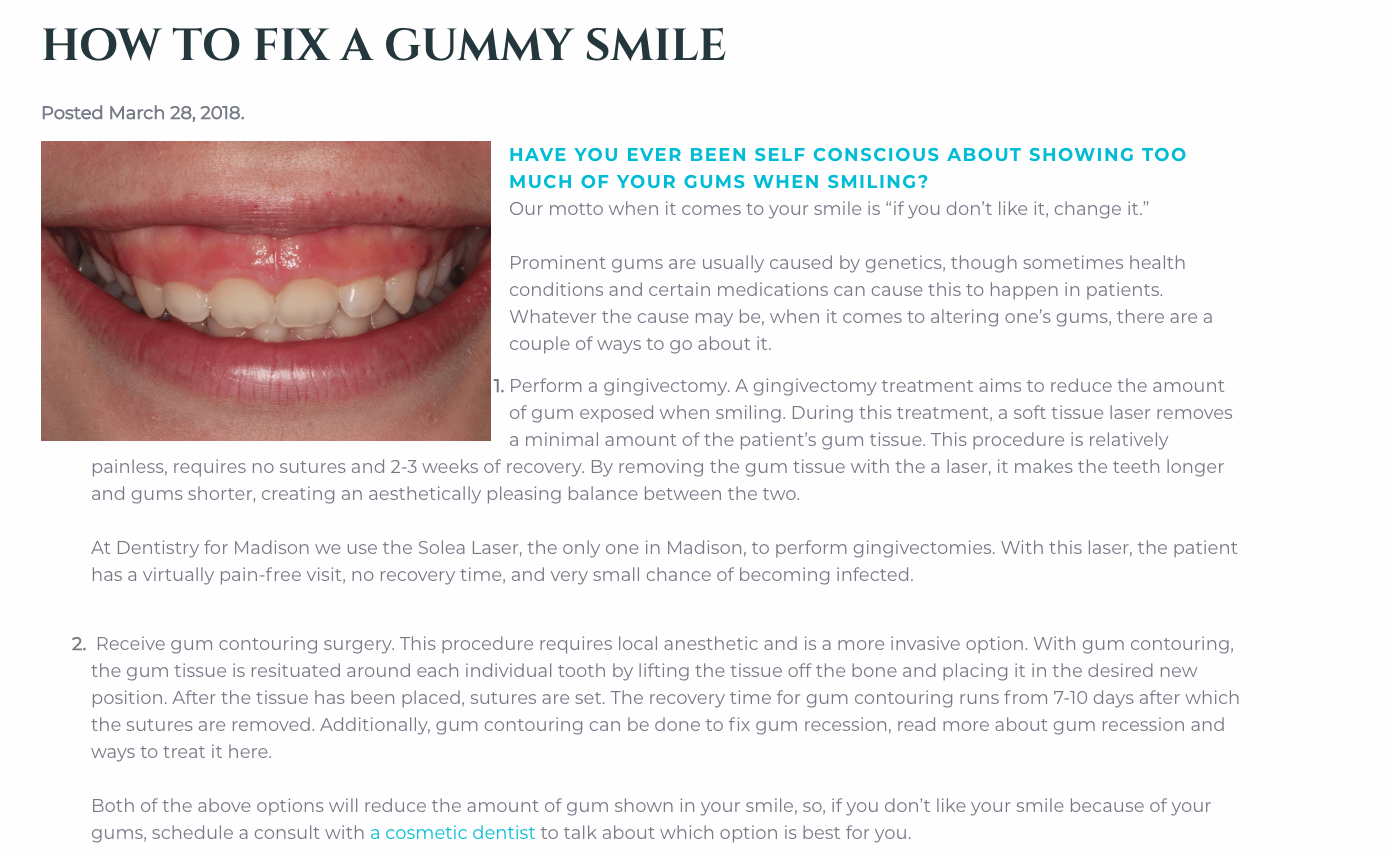 HOW TO FIX A GUMMY SMILE
Posted March 28, 2018.
HAVE YOU EVER BEEN SELF CONSCIOUS ABOUT SHOWING TOO
MUCH OF YOUR GUMS WHEN SMILING?
Our motto when it comes to your smile is “if you don’t like it, change it.”
Prominent gums are usually caused by genetics, though sometimes health
conditions and certain medications can cause this to happen in patients.
Whatever the cause may be, when it comes to altering one’s gums, there are a
couple of ways to go about it.
1. Perform a gingivectomy. A gingivectomy treatment aims to reduce the amount
of gum exposed when smiling. During this treatment, a soft tissue laser removes
a minimal amount of the patient’s gum tissue. This procedure is relatively
painless, requires no sutures and 2-3 weeks of recovery. By removing the gum tissue with the a laser, it makes the teeth longer
and gums shorter, creating an aesthetically pleasing balance between the two.
At Dentistry for Madison we use the Solea Laser, the only one in Madison, to perform gingivectomies. With this laser, the patient
has a virtually pain-free visit, no recovery time, and very small chance of becoming infected.
2. Receive gum contouring surgery. This procedure requires local anesthetic and is a more invasive option. With gum contouring,
the gum tissue is resituated around each individual tooth by lifting the tissue off the bone and placing it in the desired new
position. After the tissue has been placed, sutures are set. The recovery time for gum contouring runs from 7-10 days after which
the sutures are removed. Additionally, gum contouring can be done to fix gum recession, read more about gum recession and
ways to treat it here.
Both of the above options will reduce the amount of gum shown in your smile, so, if you don’t like your smile because of your
gums, schedule a consult with a cosmetic dentist to talk about which option is best for you.